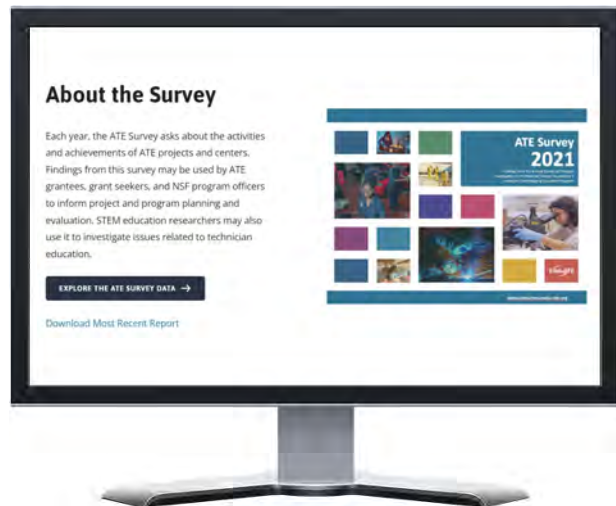 About the Survey
Each year, the ATE Survey asks about the activities
and achievements of ATE projects and centers.
Findings from this survey may be used by ATE
grantees, grant seekers, and NSF program officers
to inform project and program planning and
evaluation. STEM education researchers may also
use it to investigate issues related to technician
education.
EXPLORE THE ATE SURVEY DATA →
Download Most Recent Report
ATE Survey
2021